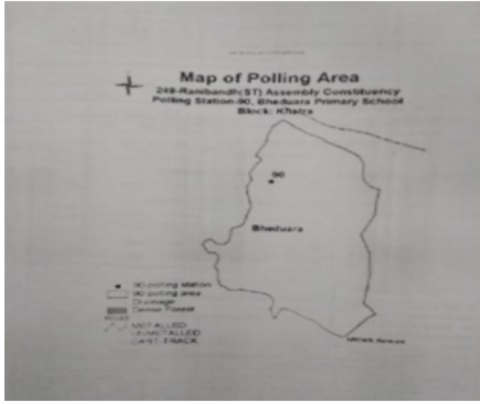 Map of Polling Area
249-Ranibandh(ST) Assembly Constituency
Polling Station-90, Bheduara Primary School
Block: Khatra
90
Bheduara
90-polling station
90-polling area
Drainage
Dense Forest
ROAD
METALLED
UNMETALLED
CART-TRACK